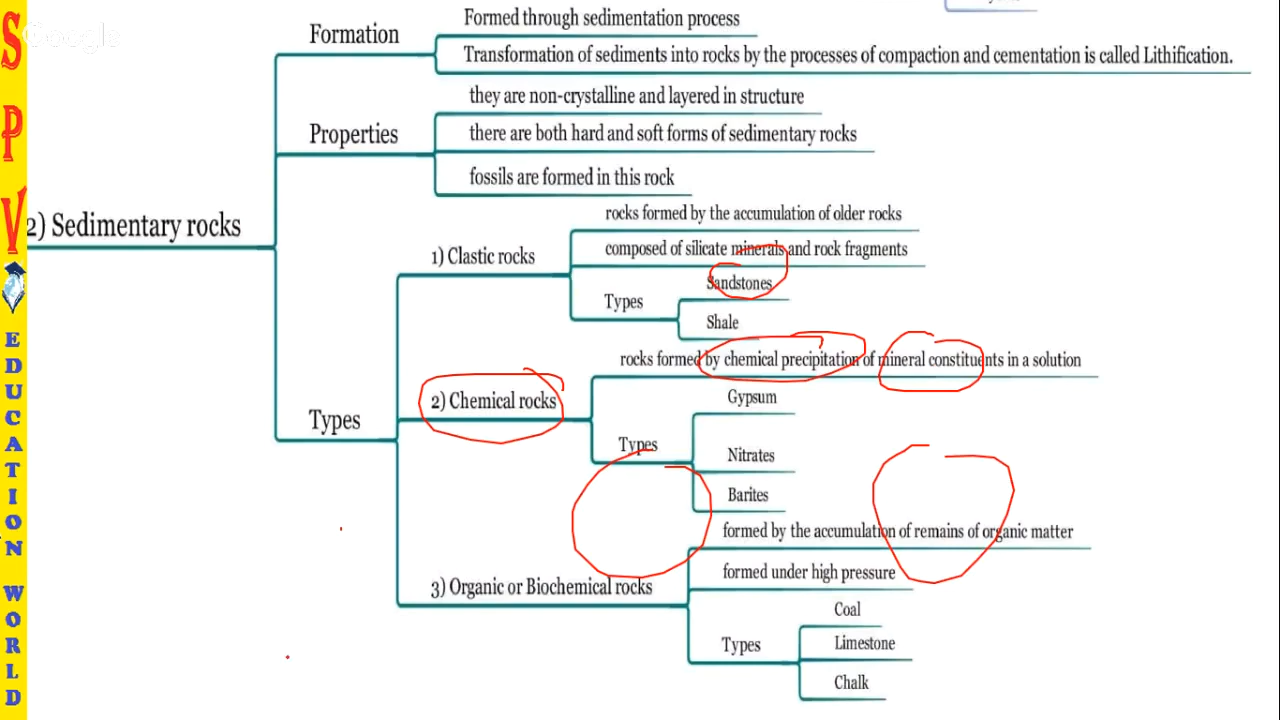 Google
S
P
V
EDUCATION
WORLD
2) Sedimentary rocks
Formation
Formed through sedimentation process
Transformation of sediments into rocks by the processes of compaction and cementation is called Lithification.
Properties
they are non-crystalline and layered in structure
there are both hard and soft forms of sedimentary rocks
fossils are formed in this rock
Types
1) Clastic rocks
rocks formed by the accumulation of older rocks
composed of silicate minerals and rock fragments
Types
Sandstones
Shale
2) Chemical rocks
rocks formed by chemical precipitation of mineral constituents in a solution
Types
Gypsum
Nitrates
Barites
3) Organic or Biochemical rocks
formed by the accumulation of remains of organic matter
formed under high pressure
Types
Coal
Limestone
Chalk